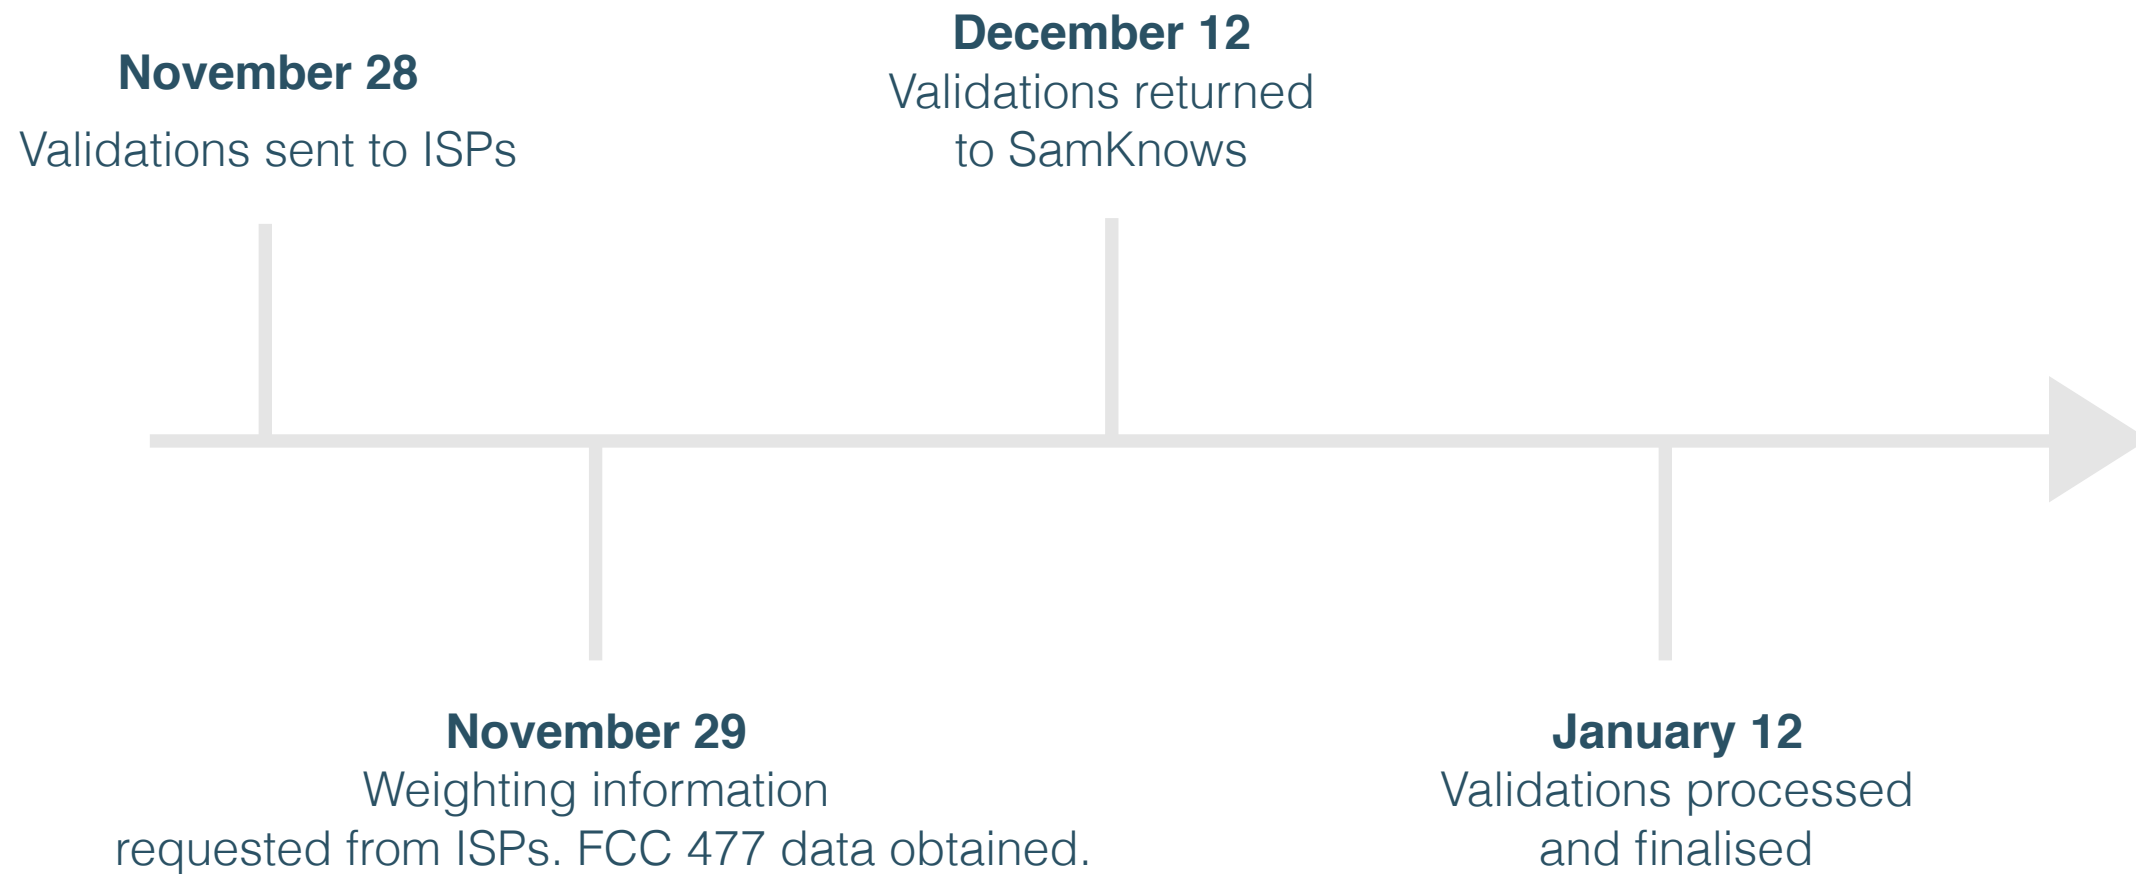 November 28
Validations sent to ISPs
December 12
Validations returned
to SamKnows
November 29
Weighting information
requested from ISPs. FCC 477 data obtained.
January 12
Validations processed
and finalised